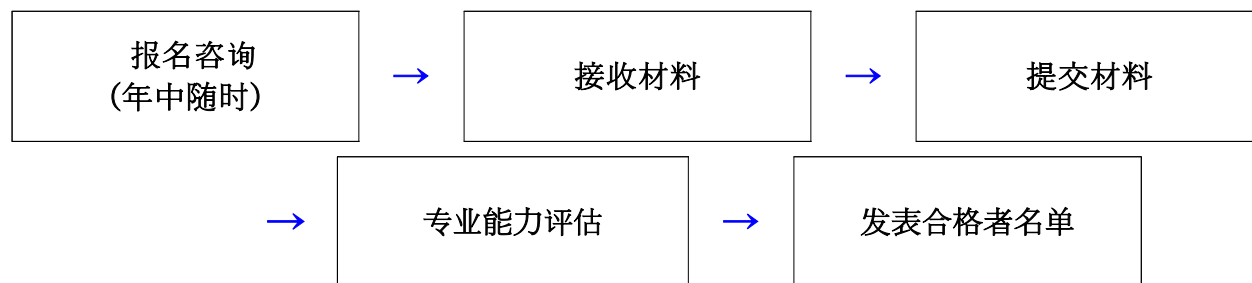 报名咨询
(年中随时)
→
接收材料
→
提交材料
→
专业能力评估
→
发表合格者名单